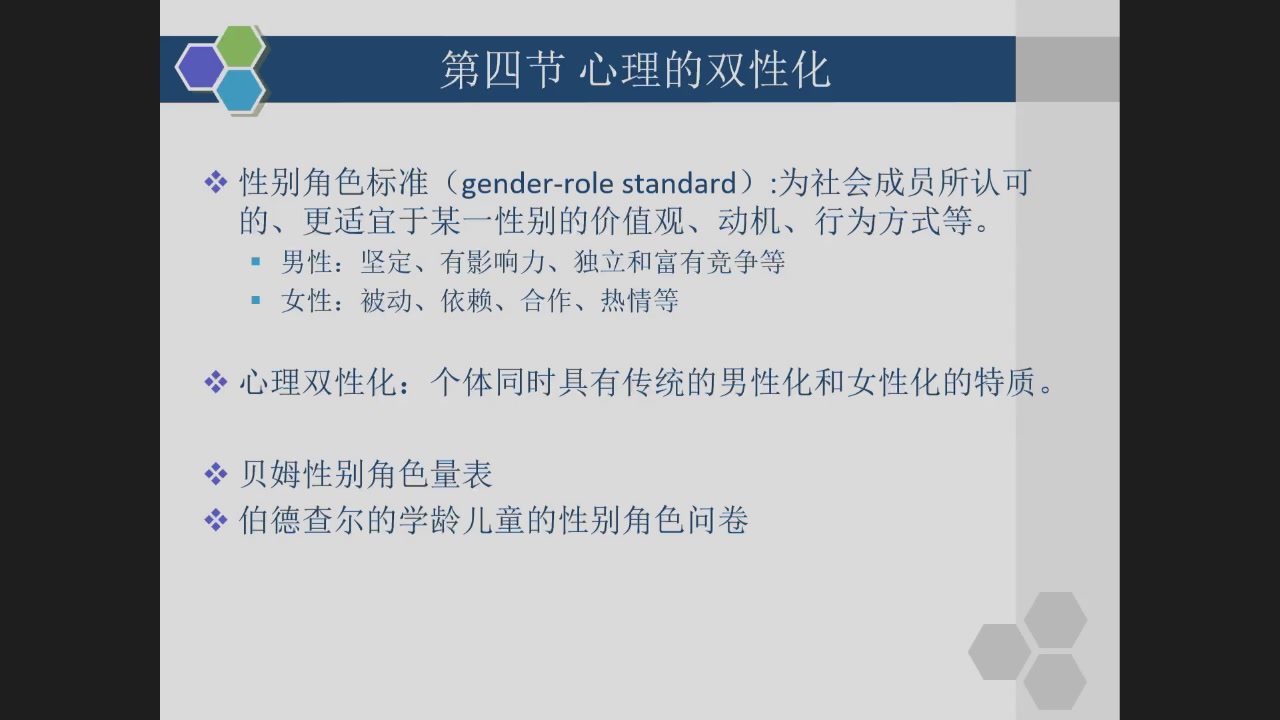 第四节 心理的双性化
性别角色标准（gender-role standard）:为社会成员所认可
的、更适宜于某一性别的价值观、动机、行为方式等。
男性：坚定、有影响力、独立和富有竞争等
女性：被动、依赖、合作、热情等
心理双性化：个体同时具有传统的男性化和女性化的特质。
贝姆性别角色量表
伯德查尔的学龄儿童的性别角色问卷